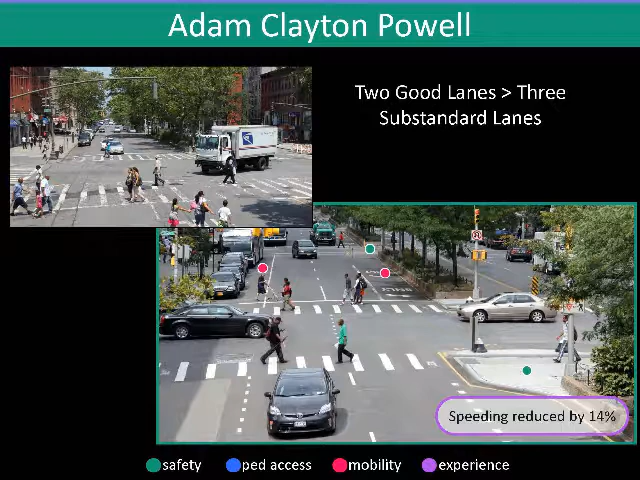 Adam Clayton Powell
Two Good Lanes > Three
Substandard Lanes
Speeding reduced by 14%
safety
ped access
mobility
experience